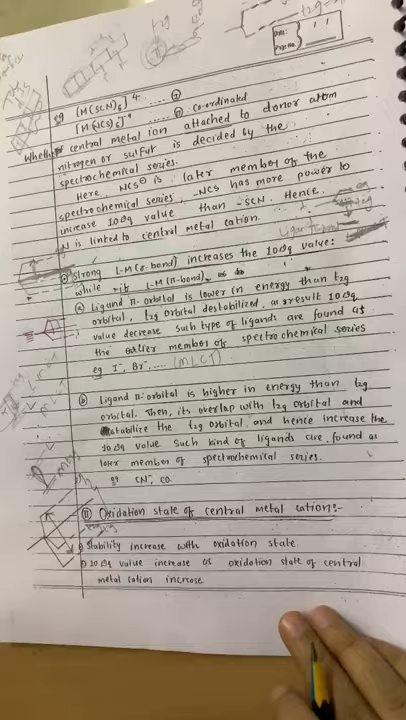 Date:
Page No.
t2g
eg [M(SCN)6]4- ..... ①
[M(NCS)6]-4 ..... ② co-ordinated
Whether central metal ion attached to donor atom
nitrogen or sulfur is decided by the
spectrochemical series.
Here, NCS⊖ is later member of the
spectrochemical series, -NCS has more power to
increase 10Dq value than -SCN. Hence,
N is linked to central metal cation.
Strong L-M (σ-bond) increases the 10Dq value:
while L-M (π-bond)
ⓐ Ligand π-orbital is lower in energy than t2g
orbital, t2g orbital destabilized, as aresult 10Dq
value decrease. Such type of ligands are found as
the earlier member of spectrochemical series
eg I-, Br-, .... (MLCT)
ⓑ Ligand π-orbital is higher in energy than t2g
orbital. Then, its overlap with t2g orbital and
stabilize the t2g orbital and hence increase the
10Dq value. Such kind of ligands are found as
later member of spectrochemical series.
eg CN-, CO
Ⓘⓘ Oxidation state of central metal cation:-
Stability increase with oxidation state
10Dq value increase as oxidation state of central
metal cation increase